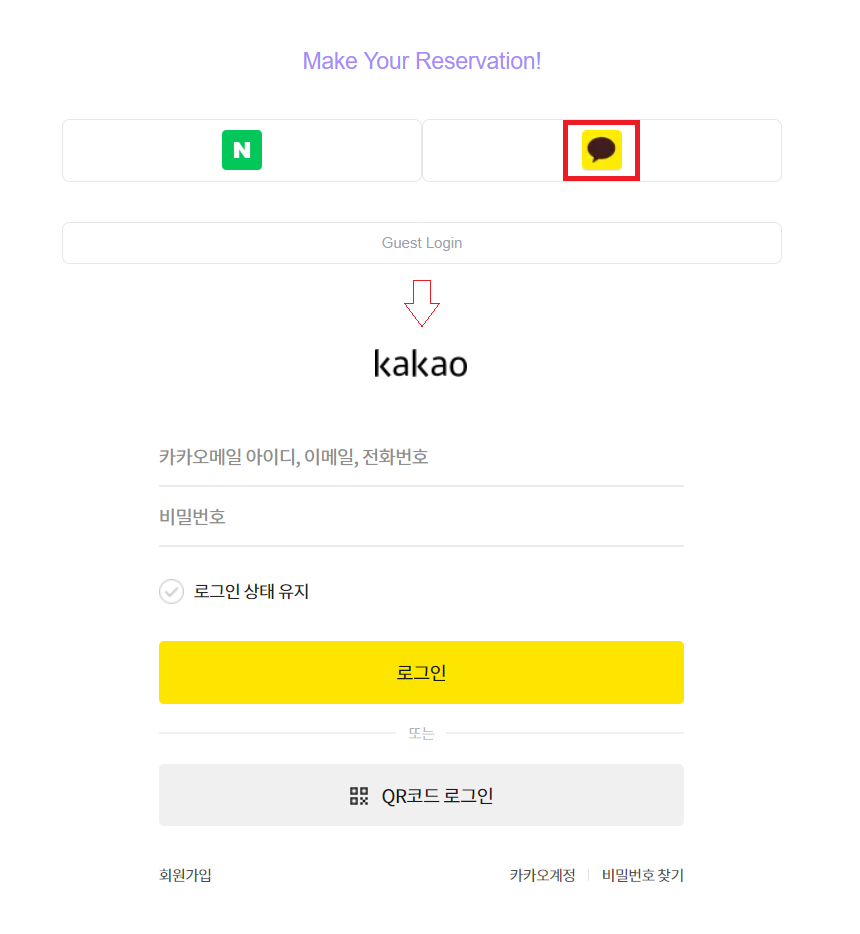 Make Your Reservation!
N
Guest Login
kakao
카카오메일 아이디, 이메일, 전화번호
비밀번호
로그인 상태 유지
로그인
또는
QR코드 로그인
회원가입
카카오계정 비밀번호 찾기